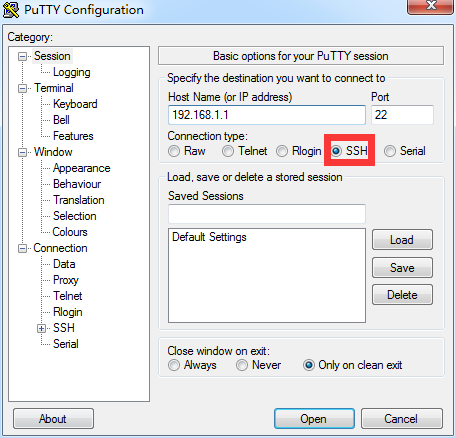 PuTTY Configuration
Category:
Session
Logging
Terminal
Keyboard
Bell
Features
Window
Appearance
Behaviour
Translation
Selection
Colours
Connection
Data
Proxy
Telnet
Rlogin
SSH
Serial
Basic options for your PuTTY session
Specify the destination you want to connect to
Host Name (or IP address) Port
192.168.1.1 22
Connection type:
Raw Telnet Rlogin SSH Serial
Load, save or delete a stored session
Saved Sessions
Default Settings
Load
Save
Delete
Close window on exit:
Always Never Only on clean exit
About Open Cancel